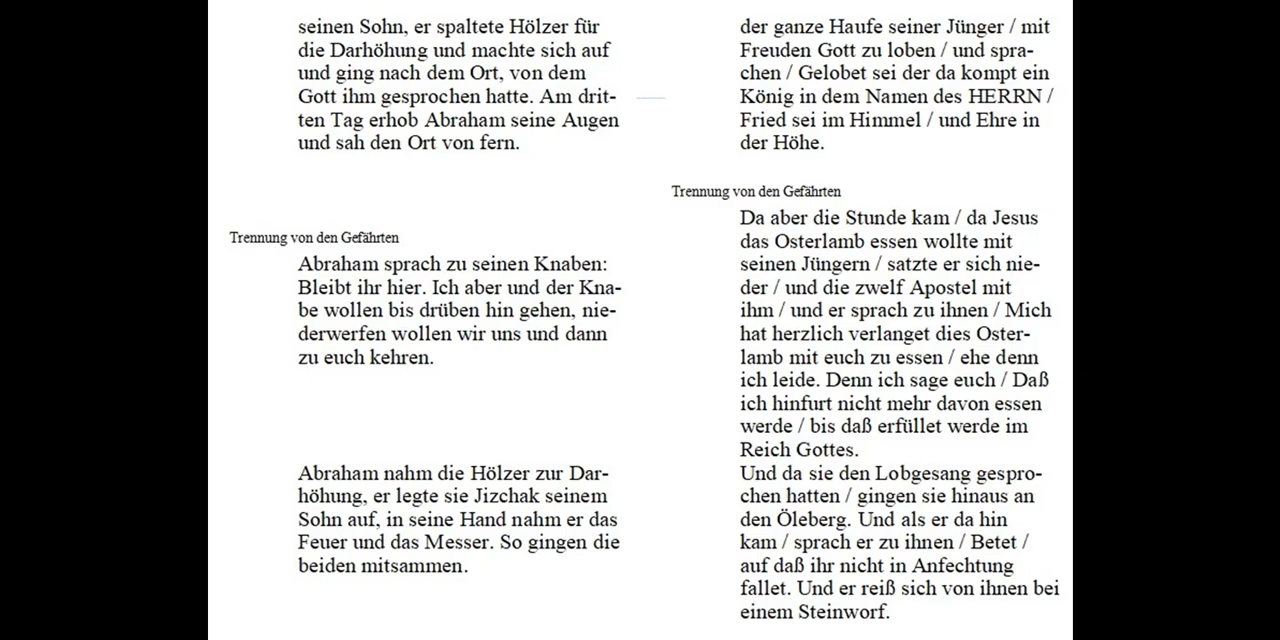 seinen Sohn, er spaltete Hölzer für
die Darhöhung und machte sich auf
und ging nach dem Ort, von dem
Gott ihm gesprochen hatte. Am drit-
ten Tag erhob Abraham seine Augen
und sah den Ort von fern.
Trennung von den Gefährten
Abraham sprach zu seinen Knaben:
Bleibt ihr hier. Ich aber und der Kna-
be wollen bis drüben hin gehen, nie-
derwerfen wollen wir uns und dann
zu euch kehren.
Abraham nahm die Hölzer zur Dar-
höhung, er legte sie Jizchak seinem
Sohn auf, in seine Hand nahm er das
Feuer und das Messer. So gingen die
beiden mitsammen.
der ganze Haufe seiner Jünger / mit
Freuden Gott zu loben / und spra-
chen / Gelobet sei der da kompt ein
König in dem Namen des HERRN /
Fried sei im Himmel / und Ehre in
der Höhe.
Trennung von den Gefährten
Da aber die Stunde kam / da Jesus
das Osterlamb essen wollte mit
seinen Jüngern / satzte er sich nie-
der / und die zwelf Apostel mit
ihm / und er sprach zu ihnen / Mich
hat herzlich verlanget dies Oster-
lamb mit euch zu essen / ehe denn
ich leide. Denn ich sage euch / Daß
ich hinfurt nicht mehr davon essen
werde / bis daß erfüllet werde im
Reich Gottes.
Und da sie den Lobgesang gespro-
chen hatten / gingen sie hinaus an
den Öleberg. Und als er da hin
kam / sprach er zu ihnen / Betet /
auf daß ihr nicht in Anfechtung
fallet. Und er reiß sich von ihnen bei
einem Steinworf.